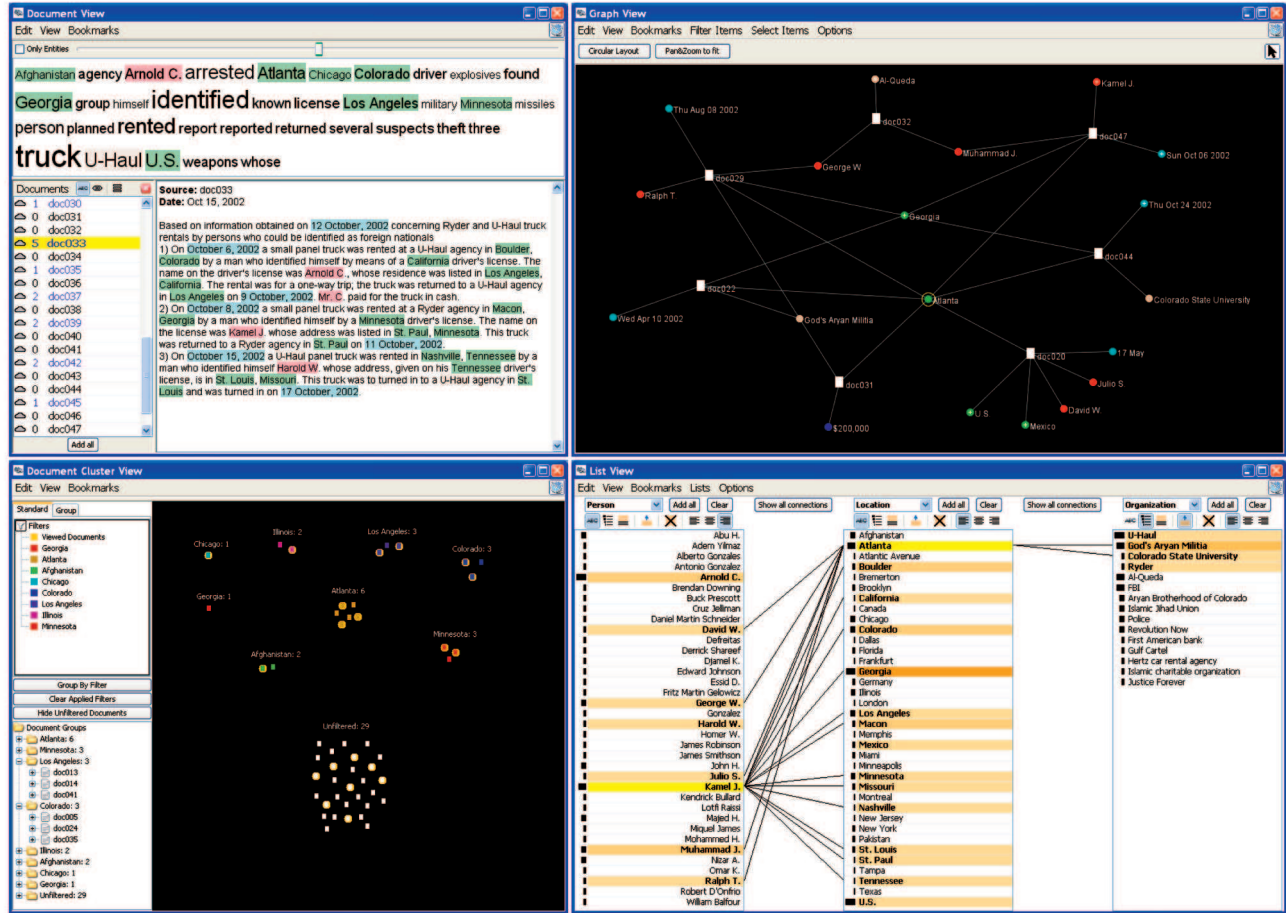 Document View
Edit View Bookmarks
Only Entities
Afghanistan agency Arnold C. arrested Atlanta Chicago Colorado driver explosives found
Georgia group himself identified known license Los Angeles military Minnesota missiles
person planned rented report reported returned several suspects theft three
truck U-Haul U.S. weapons whose
Documents
1 doc030
0 doc031
0 doc032
5 doc033
0 doc034
1 doc035
0 doc036
2 doc037
0 doc038
2 doc039
0 doc040
0 doc041
2 doc042
0 doc043
0 doc044
1 doc045
0 doc046
0 doc047
Add all
Source: doc033
Date: Oct 15, 2002
Based on information obtained on 12 October, 2002 concerning Ryder and U-Haul truck
rentals by persons who could be identified as foreign nationals
1) On October 6, 2002 a small panel truck was rented at a U-Haul agency in Boulder,
Colorado by a man who identified himself by means of a California driver's license. The
name on the driver's license was Arnold C., whose residence was listed in Los Angeles,
California. The rental was for a one-way trip; the truck was returned to a U-Haul agency
in Los Angeles on 9 October, 2002. Mr. C. paid for the truck in cash.
2) On October 8, 2002 a small panel truck was rented at a Ryder agency in Macon,
Georgia by a man who identified himself by a Minnesota driver's license. The name on
the license was Kamel J. whose address was listed in St. Paul, Minnesota. This truck
was returned to a Ryder agency in St. Paul on 11 October, 2002.
3) On October 15, 2002 a U-Haul panel truck was rented in Nashville, Tennessee by a
man who identified himself Harold W. whose address, given on his Tennessee driver's
license, is in St. Louis, Missouri. This truck was to turned in to a U-Haul agency in St.
Louis and was turned in on 17 October, 2002.
Graph View
Edit View Bookmarks Filter Items Select Items Options
Circular Layout Pan&Zoom to fit
Al-Queda
Kamel J.
Thu Aug 08 2002
doc032
doc047
Muhammad J.
Sun Oct 06 2002
George W.
doc029
Ralph T.
Thu Oct 24 2002
Georgia
doc044
doc022
Atlanta
Colorado State University
Wed Apr 10 2002
God's Aryan Militia
doc020
17 May
doc031
Julio S.
U.S.
David W.
Mexico
$200,000
Document Cluster View
Edit View Bookmarks
Standard Group
Filters
Viewed Documents
Georgia
Atlanta
Afghanistan
Chicago
Colorado
Los Angeles
Illinois
Minnesota
Group By Filter
Clear Applied Filters
Hide Unfiltered Documents
Document Groups
Atlanta: 6
Minnesota: 3
Los Angeles: 3
doc013
doc014
doc041
Colorado: 3
doc005
doc024
doc035
Illinois: 2
Afghanistan: 2
Chicago: 1
Georgia: 1
Unfiltered: 29
Illinois: 2
Los Angeles: 3
Chicago: 1
Colorado: 3
Georgia: 1
Atlanta: 6
Minnesota: 3
Afghanistan: 2
Unfiltered: 29
List View
Edit View Bookmarks Lists Options
Person Add all Clear Show all connections Location Add all Clear Show all connections Organization Add all Clear
Abu H.
Adem Yilmaz
Alberto Gonzales
Antonio Gonzalez
Arnold C.
Brendan Downing
Buck Prescott
Cruz Jellman
Daniel Martin Schneider
David W.
Defreitas
Derrick Shareef
Djamel K.
Edward Johnson
Essid D.
Fritz Martin Gelowicz
George W.
Gonzalez
Harold W.
Homer W.
James Robinson
James Smithson
John H.
Julio S.
Kamel J.
Kendrick Bullard
Lotfi Raissi
Majed H.
Miquel James
Mohammed H.
Muhammad J.
Nizar A.
Omar K.
Ralph T.
Robert D'Onfrio
William Balfour
Afghanistan
Atlanta
Atlantic Avenue
Boulder
Bremerton
Brooklyn
California
Canada
Chicago
Colorado
Dallas
Florida
Frankfurt
Georgia
Germany
Illinois
London
Los Angeles
Macon
Memphis
Mexico
Miami
Minneapolis
Minnesota
Missouri
Montreal
Nashville
New Jersey
New York
Pakistan
St. Louis
St. Paul
Tampa
Tennessee
Texas
U.S.
U-Haul
God's Aryan Militia
Colorado State University
Ryder
Al-Queda
FBI
Aryan Brotherhood of Colorado
Islamic Jihad Union
Police
Revolution Now
First American bank
Gulf Cartel
Hertz car rental agency
Islamic charitable organization
Justice Forever